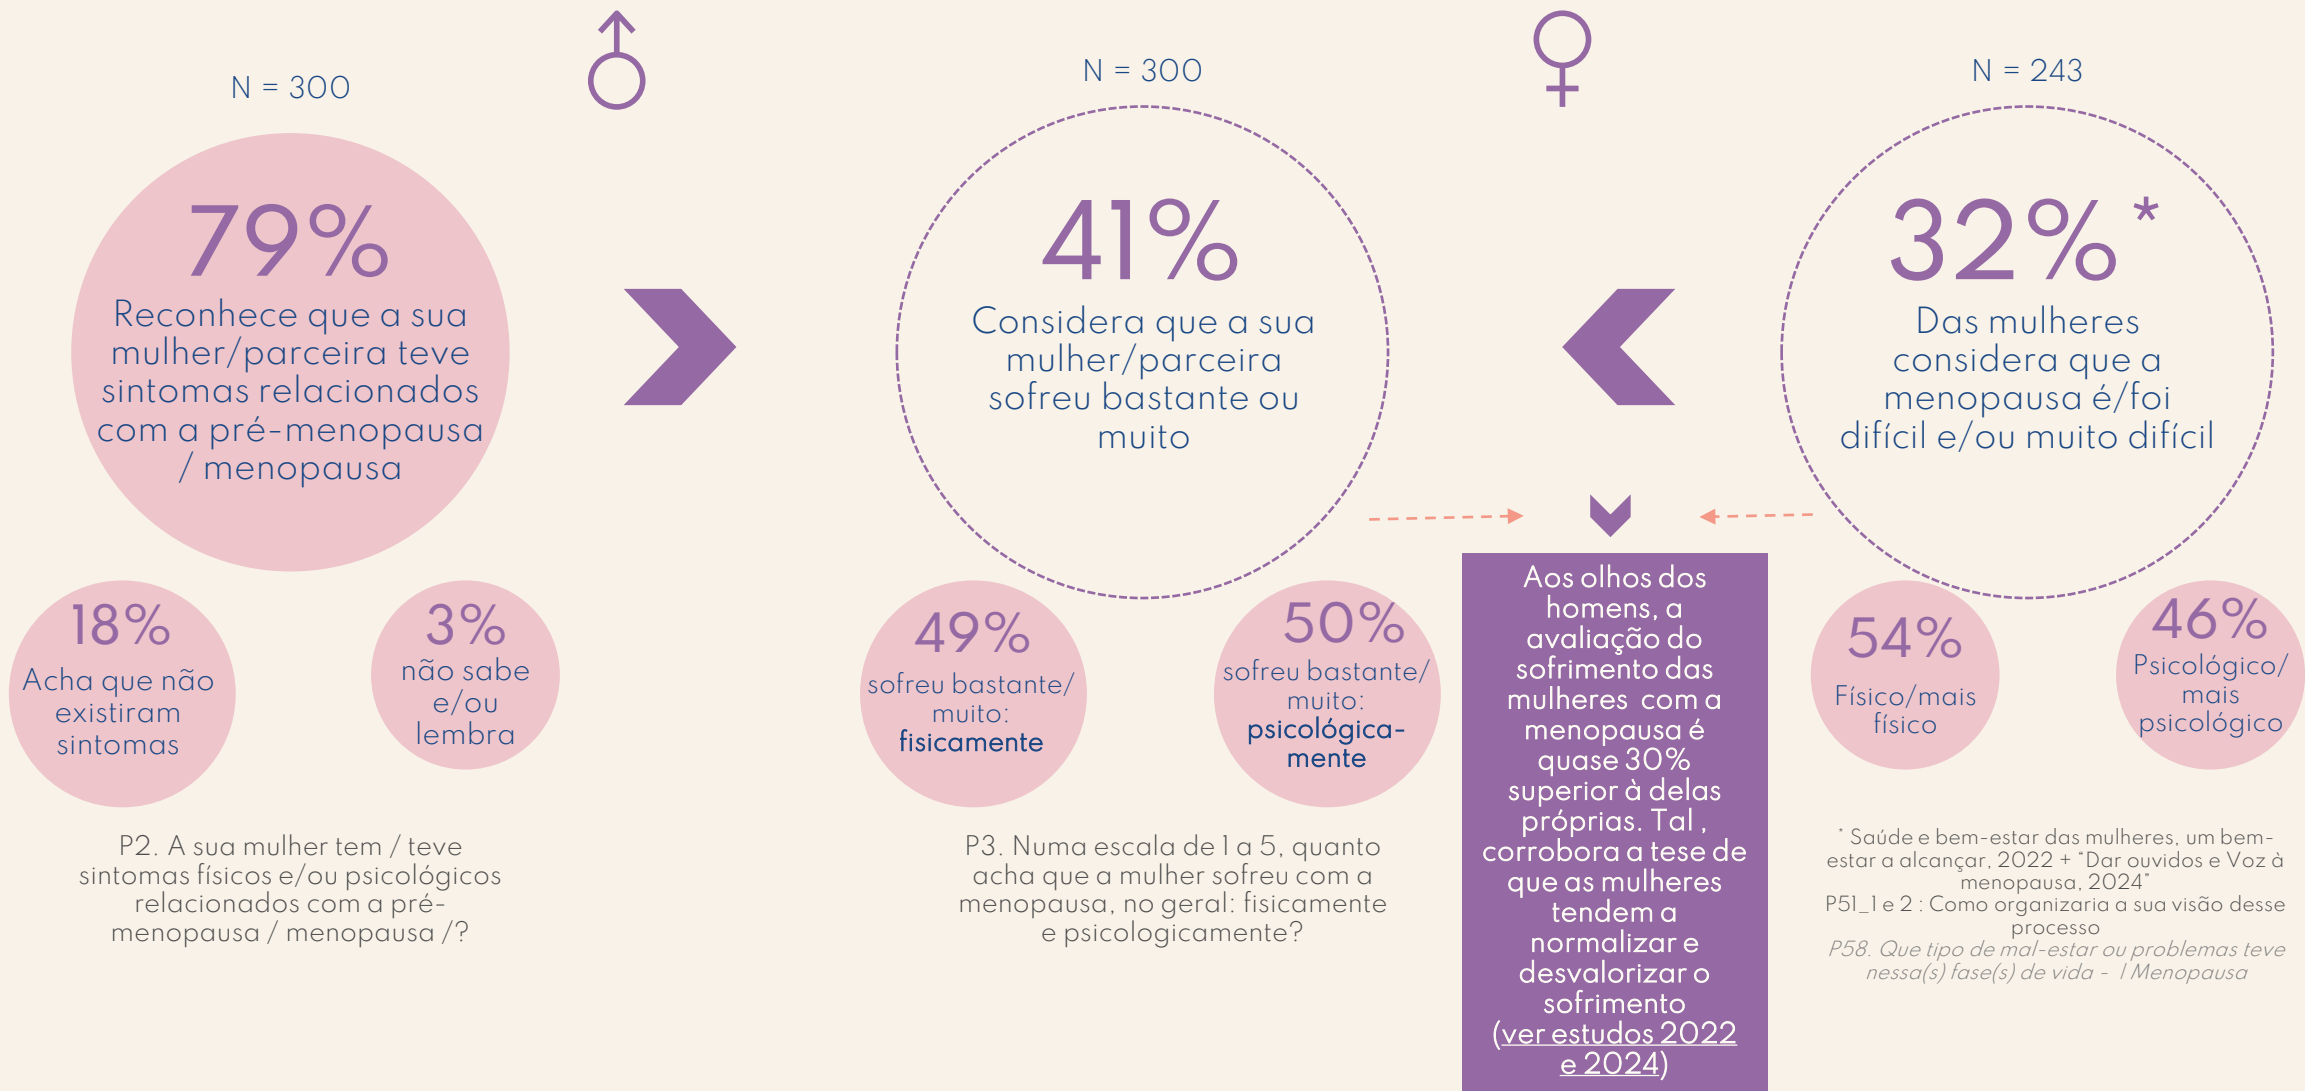 N = 300
79%
Reconhece que a sua
mulher/parceira teve
sintomas relacionados
com a pré-menopausa
/ menopausa
18%
Acha que não
existiram
sintomas
3%
não sabe
e/ou
lembra
P2. A sua mulher tem / teve
sintomas físicos e/ou psicológicos
relacionados com a pré-
menopausa / menopausa /?
N = 300
41%
Considera que a sua
mulher/parceira
sofreu bastante ou
muito
49%
sofreu bastante/
muito:
fisicamente
50%
sofreu bastante/
muito:
psicológica-
mente
P3. Numa escala de 1 a 5, quanto
acha que a mulher sofreu com a
menopausa, no geral: fisicamente
e psicologicamente?
Aos olhos dos
homens, a
avaliação do
sofrimento das
mulheres com a
menopausa é
quase 30%
superior à delas
próprias. Tal ,
corrobora a tese de
que as mulheres
tendem a
normalizar e
desvalorizar o
sofrimento
(ver estudos 2022
e 2024)
N = 243
32% *
Das mulheres
considera que a
menopausa é/foi
difícil e/ou muito difícil
54%
Físico/mais
físico
46%
Psicológico/
mais
psicológico
* Saúde e bem-estar das mulheres, um bem-
estar a alcançar, 2022 + "Dar ouvidos e Voz à
menopausa, 2024"
P51_1 e 2 : Como organizaria a sua visão desse
processo
P58. Que tipo de mal-estar ou problemas teve
nessa(s) fase(s) de vida - | Menopausa